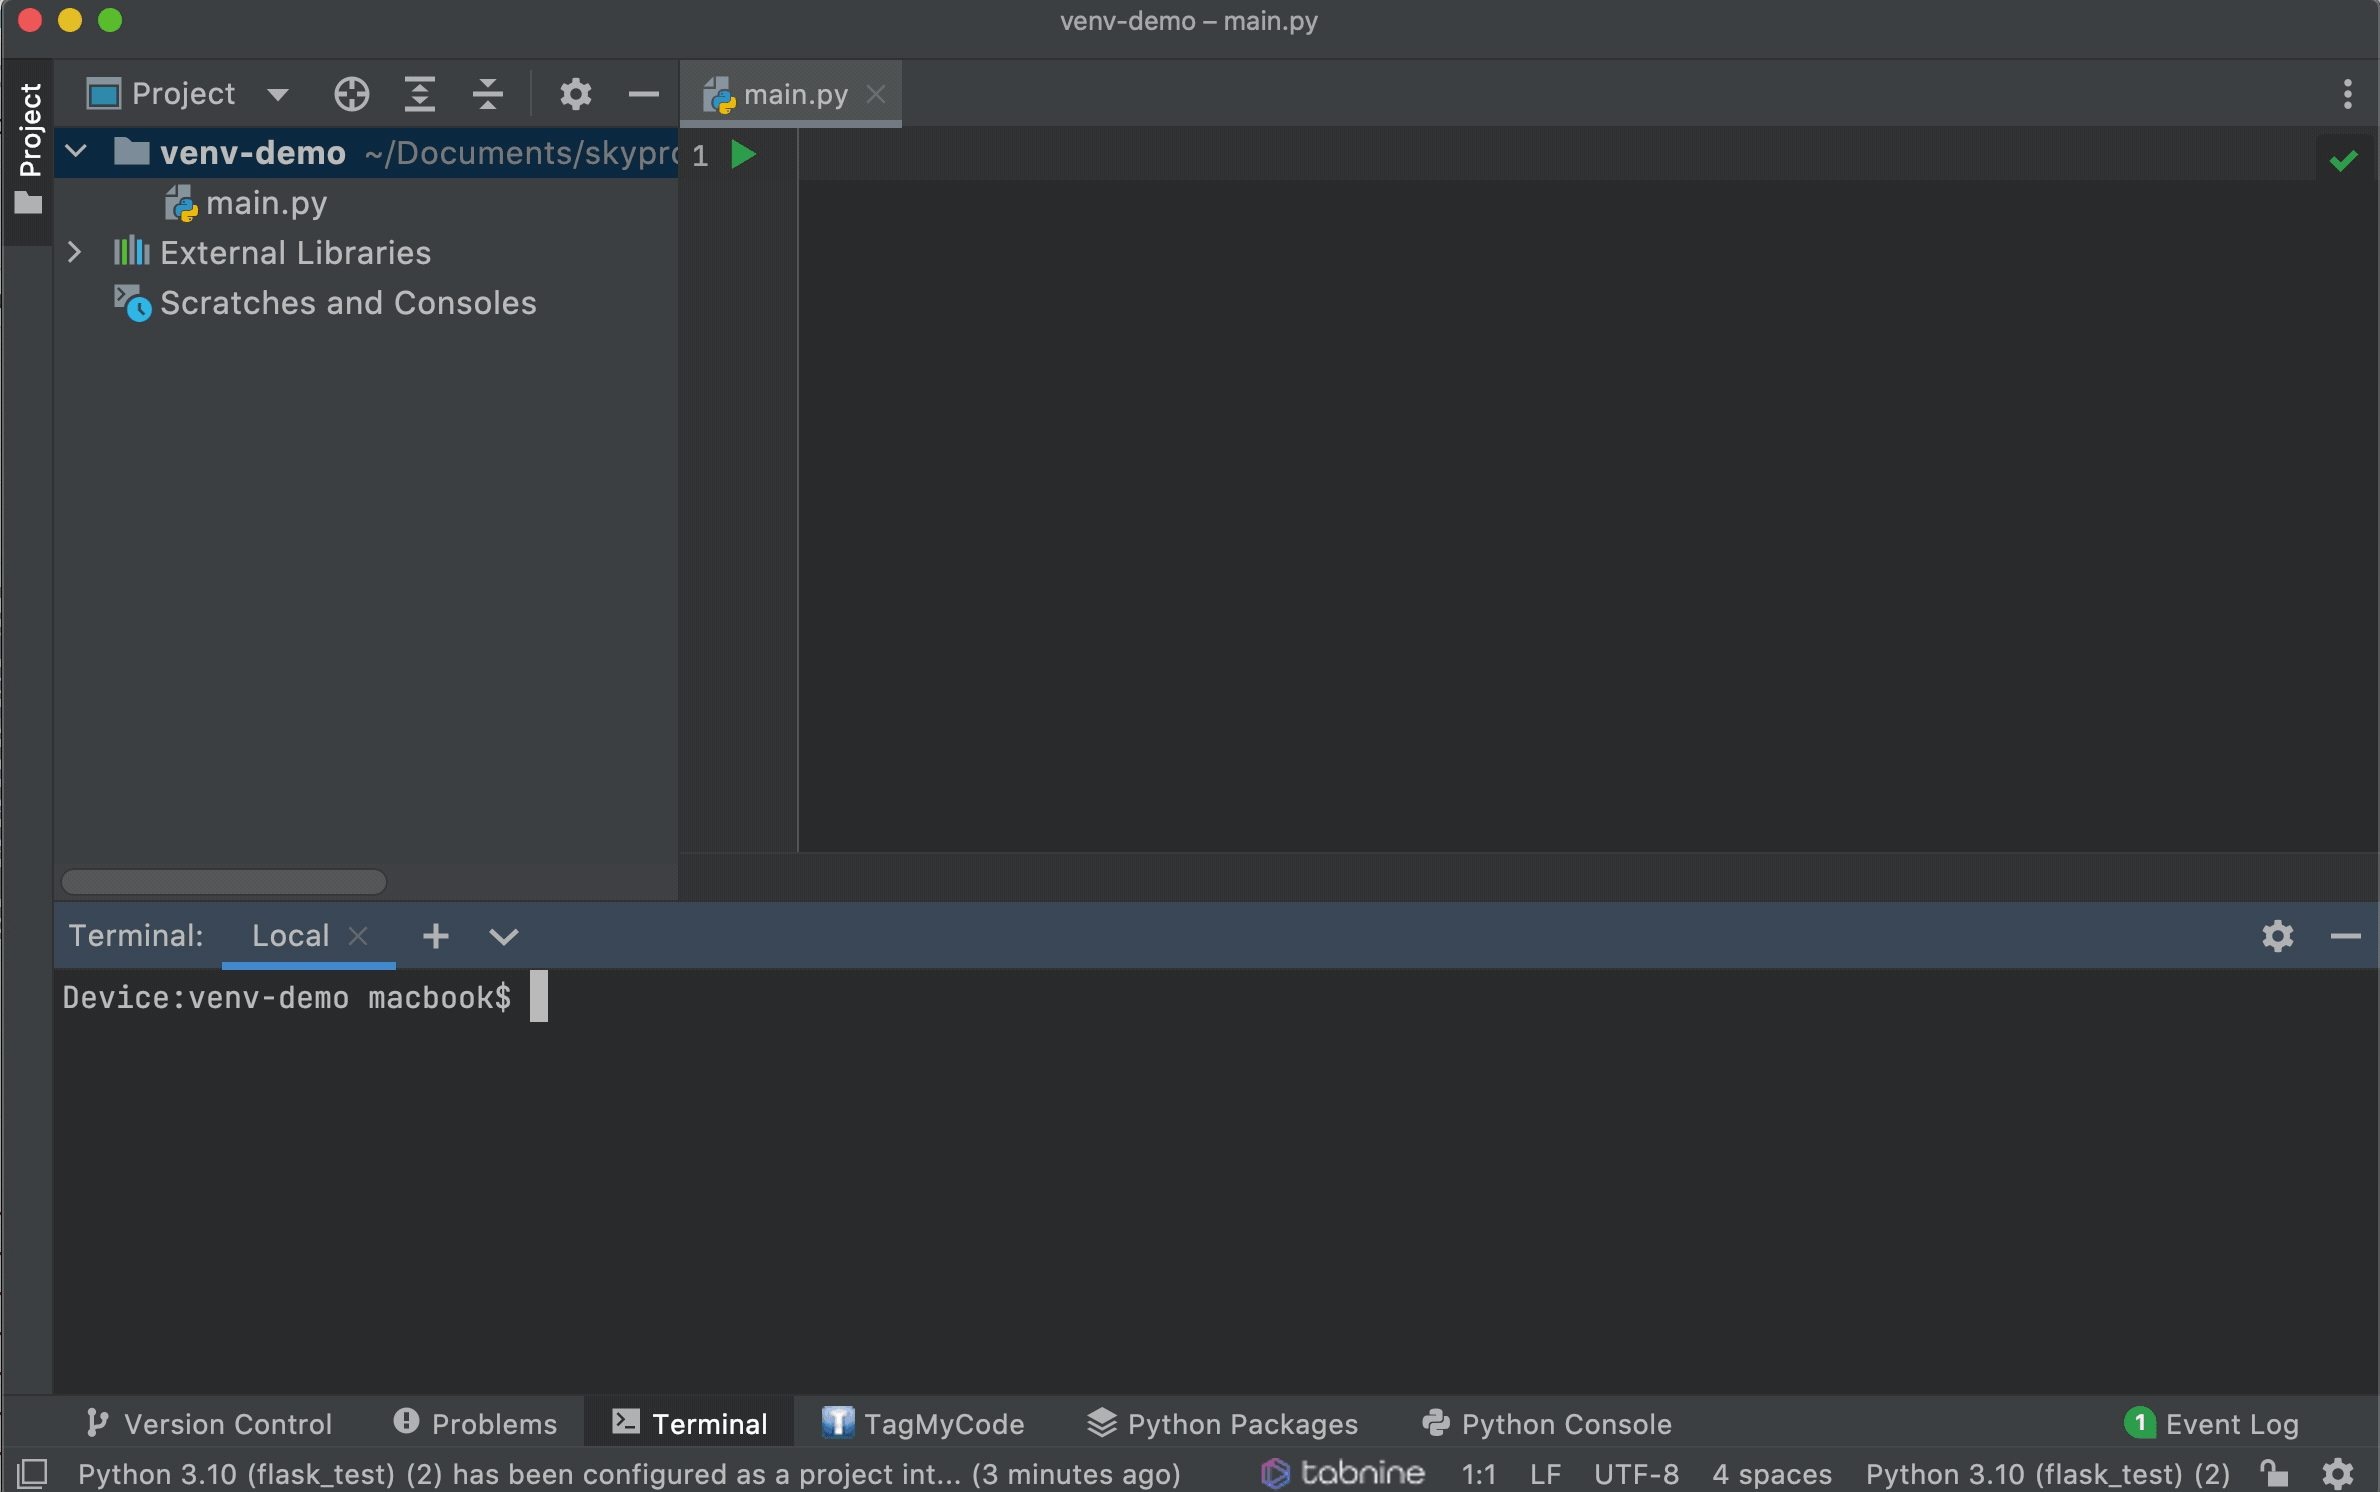 venv-demo – main.py
Project
Project
main.py
venv-demo ~/Documents/skypro
1
main.py
External Libraries
Scratches and Consoles
Terminal: Local
Device:venv-demo macbook$
Version Control Problems Terminal TagMyCode Python Packages Python Console 1 Event Log
Python 3.10 (flask_test) (2) has been configured as a project int... (3 minutes ago) tabnine 1:1 LF UTF-8 4 spaces Python 3.10 (flask_test) (2)